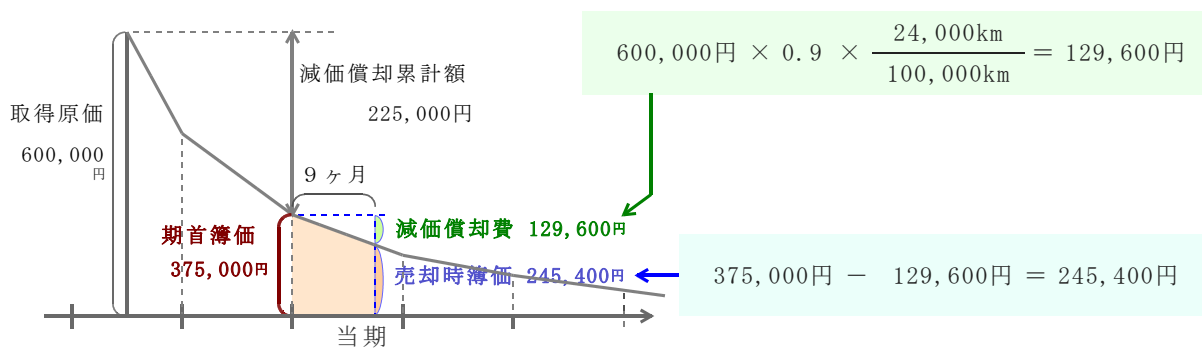 600,000円 × 0.9 × 24,000km
100,000km
= 129,600円
減価償却累計額
225,000円
取得原価
600,000
円
9ヶ月
期首簿価
375,000円
減価償却費 129,600円
売却時簿価 245,400円
375,000円 － 129,600円 = 245,400円
当期